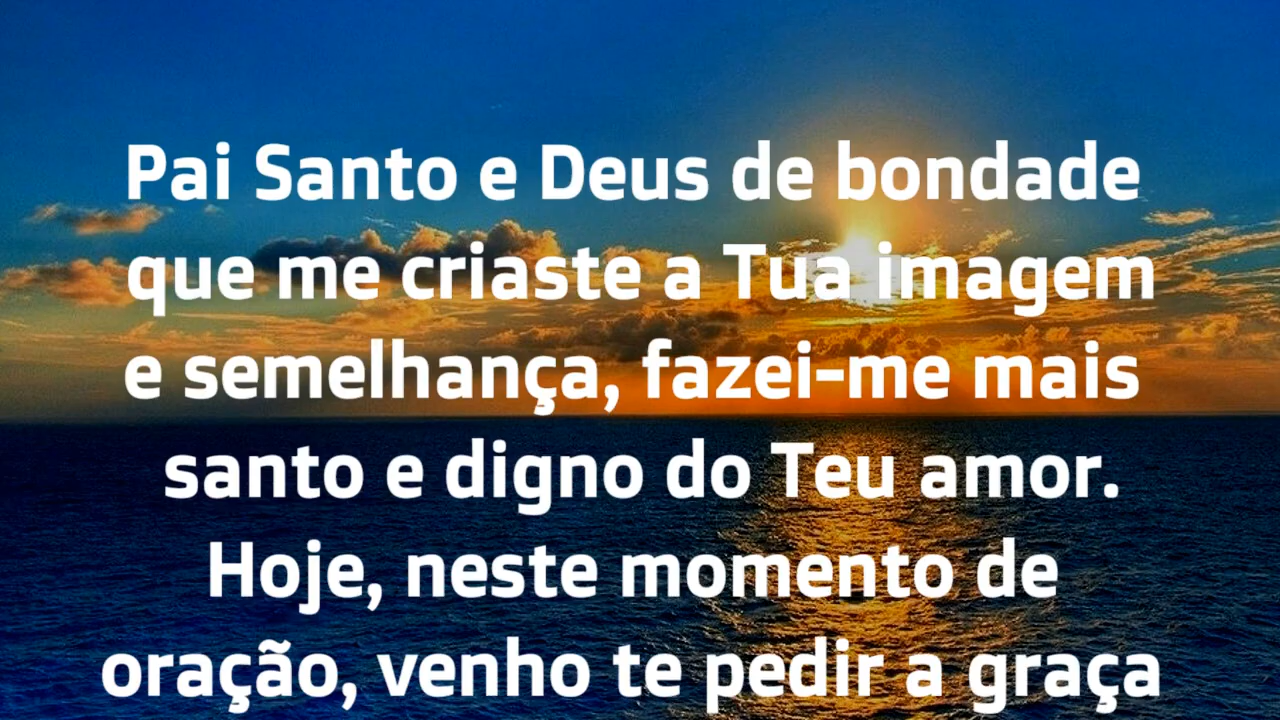 Pai Santo e Deus de bondade
que me criaste a Tua imagem
e semelhança, fazei-me mais
santo e digno do Teu amor.
Hoje, neste momento de
oração, venho te pedir a graça